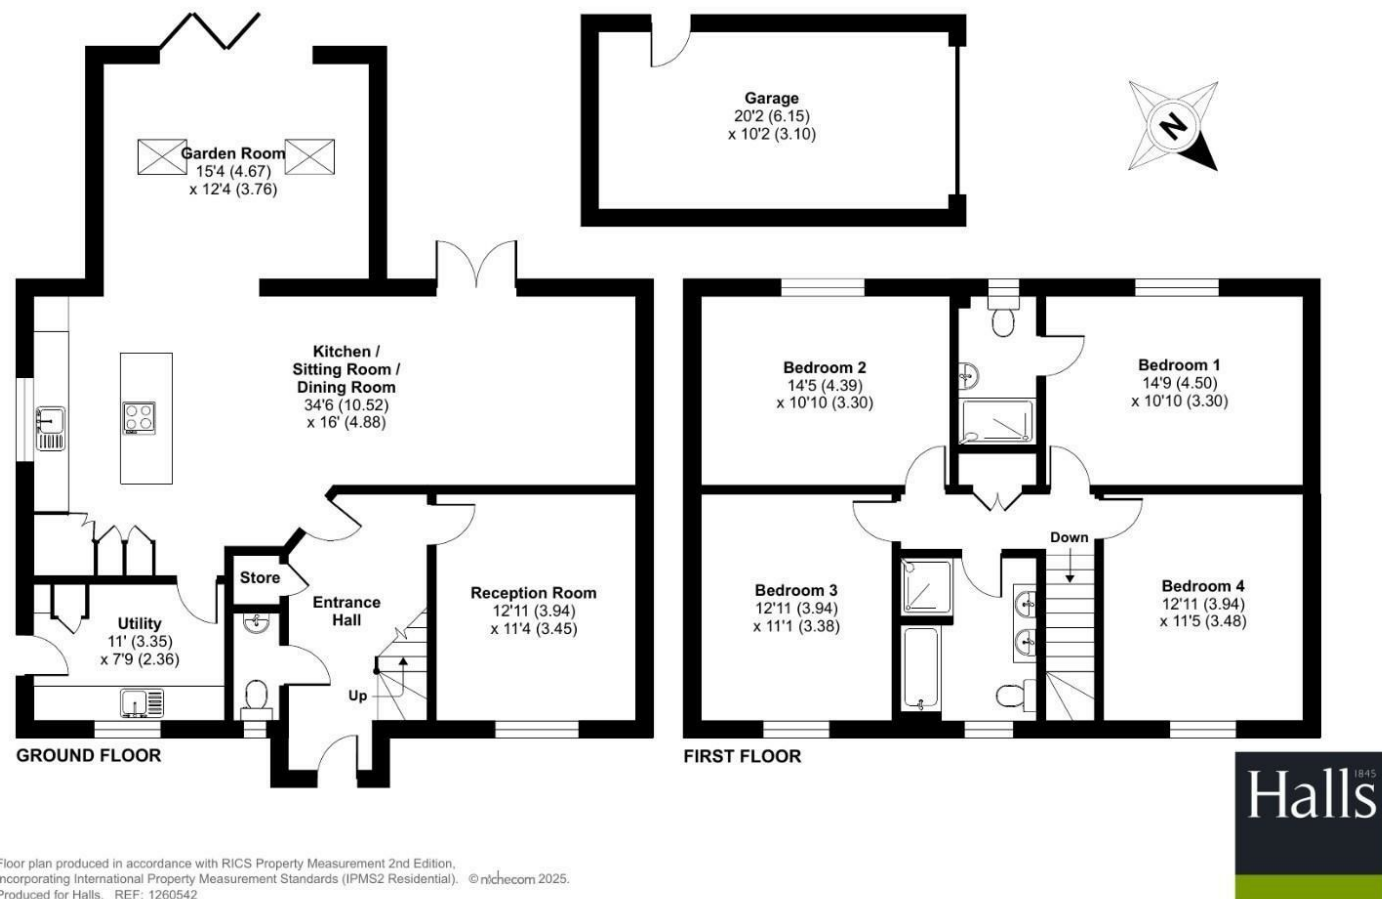 Garden Room
15'4 (4.67)
x 12'4 (3.76)
Garage
20'2 (6.15)
x 10'2 (3.10)
N
Kitchen /
Sitting Room /
Dining Room
34'6 (10.52)
x 16' (4.88)
Bedroom 2
14'5 (4.39)
x 10'10 (3.30)
Bedroom 1
14'9 (4.50)
x 10'10 (3.30)
Store
Entrance
Hall
Reception Room
12'11 (3.94)
x 11'4 (3.45)
Utility
11' (3.35)
x 7'9 (2.36)
Up
Down
Bedroom 3
12'11 (3.94)
x 11'1 (3.38)
Bedroom 4
12'11 (3.94)
x 11'5 (3.48)
GROUND FLOOR
FIRST FLOOR
Halls
1845
Floor plan produced in accordance with RICS Property Measurement 2nd Edition,
Incorporating International Property Measurement Standards (IPMS2 Residential). © nıchecom 2025.
Produced for Halls. REF: 1260542